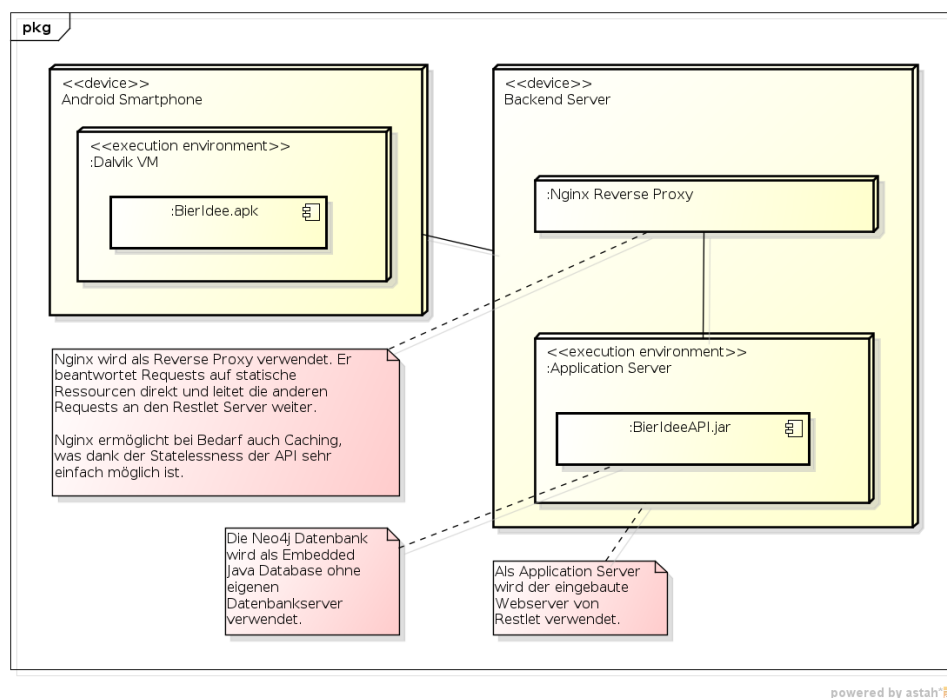 pkg
<<device>>
Android Smartphone
<<execution environment>>
:Dalvik VM
:BierIdee.apk
<<device>>
Backend Server
:Nginx Reverse Proxy
<<execution environment>>
:Application Server
:BierIdeeAPI.jar
Nginx wird als Reverse Proxy verwendet. Er
beantwortet Requests auf statische
Ressourcen direkt und leitet die anderen
Requests an den Restlet Server weiter.
Nginx ermöglicht bei Bedarf auch Caching,
was dank der Statelessness der API sehr
einfach möglich ist.
Die Neo4j Datenbank
wird als Embedded
Java Database ohne
eigenen
Datenbankserver
verwendet.
Als Application Server
wird der eingebaute
Webserver von
Restlet verwendet.
powered by astah*